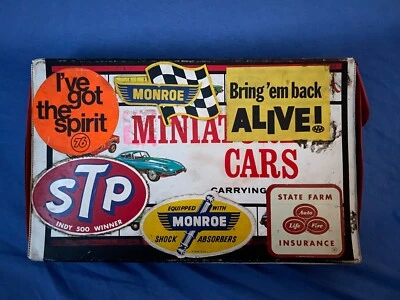 I've
got
the
spirit
76
MONROE
Bring 'em back
ALIVE!
MINIAT
CARS
CARRYING
STP
INDY 500 WINNER
EQUIPPED WITH
MONROE
SHOCK ABSORBERS
STATE FARM
Auto
Life Fire
INSURANCE